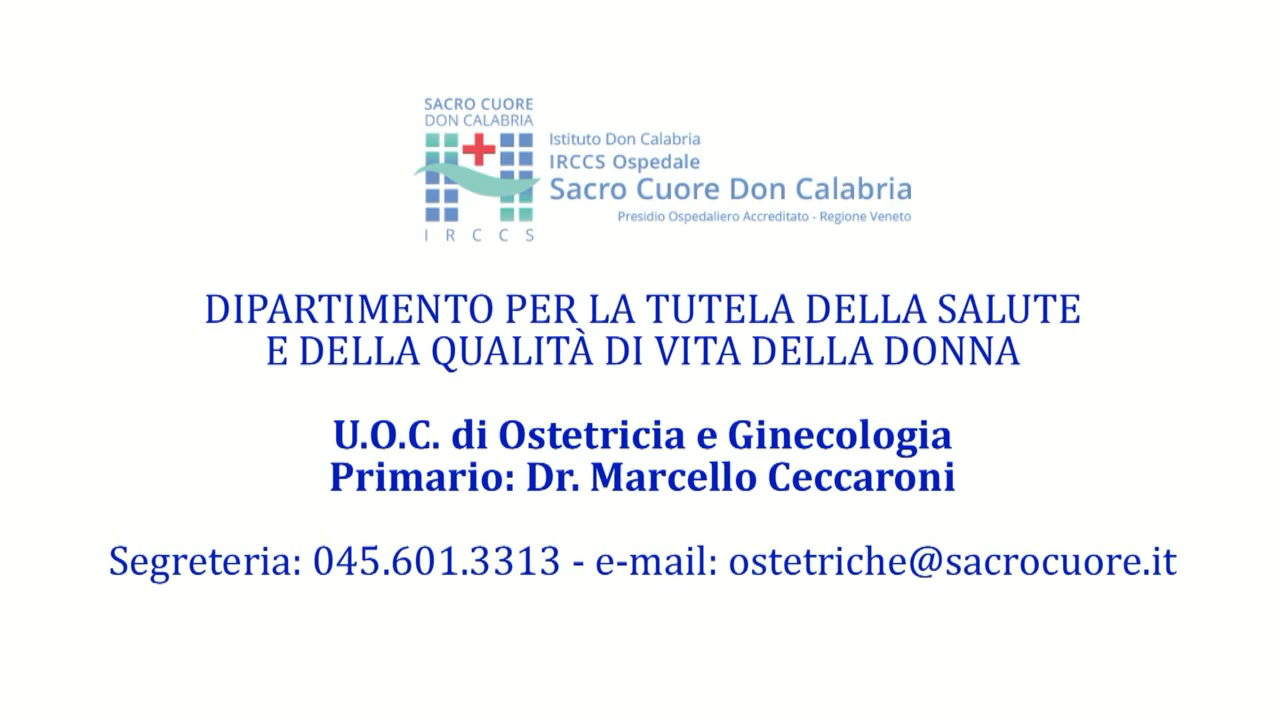 SACRO CUORE
DON CALABRIA
I R C C S
Istituto Don Calabria
IRCCS Ospedale
Sacro Cuore Don Calabria
Presidio Ospedaliero Accreditato - Regione Veneto
DIPARTIMENTO PER LA TUTELA DELLA SALUTE
E DELLA QUALITÀ DI VITA DELLA DONNA
U.O.C. di Ostetricia e Ginecologia
Primario: Dr. Marcello Ceccaroni
Segreteria: 045.601.3313 - e-mail: ostetriche@sacrocuore.it